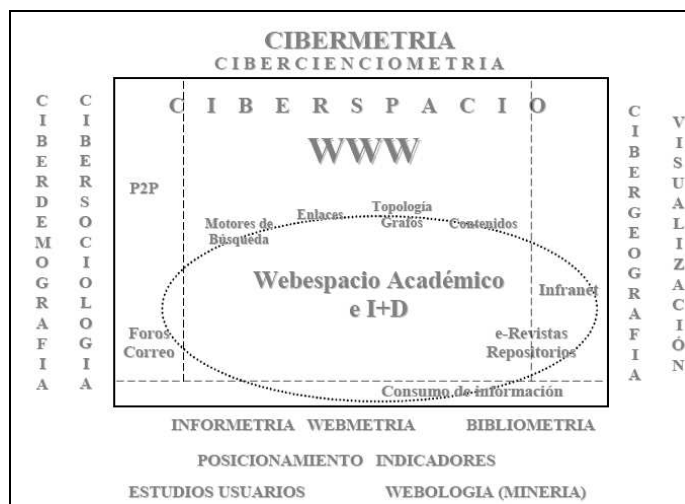 CIBERMETRIA
CIBERCIENCIOMETRIA
CIBERDEMOGRAFIA
CIBERSOCIOLOGIA
CIBERSPACIO
WWW
P2P
Motores de
Búsqueda
Enlaces
Topología
Grafos
Contenidos
Webespacio Académico
e I+D
Infranet
Foros
Correo
e-Revistas
Repositorios
Consumo de información
CIBERGEOGRAFIA
VISUALIZACIÓN
INFORMETRIA WEBMETRIA BIBLIOMETRIA
POSICIONAMIENTO INDICADORES
ESTUDIOS USUARIOS WEBOLOGIA (MINERIA)